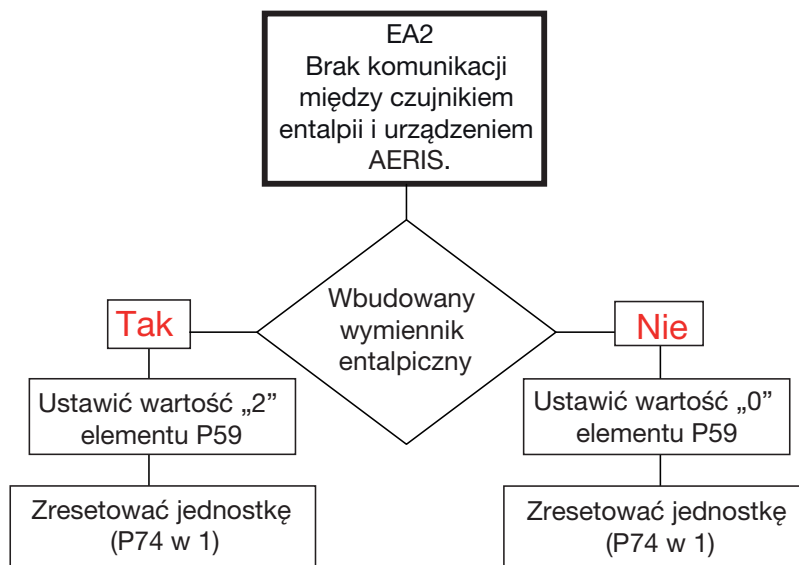 EA2
Brak komunikacji
między czujnikiem
entalpii i urządzeniem
AERIS.
Wbudowany
wymiennik
entalpiczny
Tak
Nie
Ustawić wartość „2”
elementu P59
Ustawić wartość „0”
elementu P59
Zresetować jednostkę
(P74 w 1)
Zresetować jednostkę
(P74 w 1)